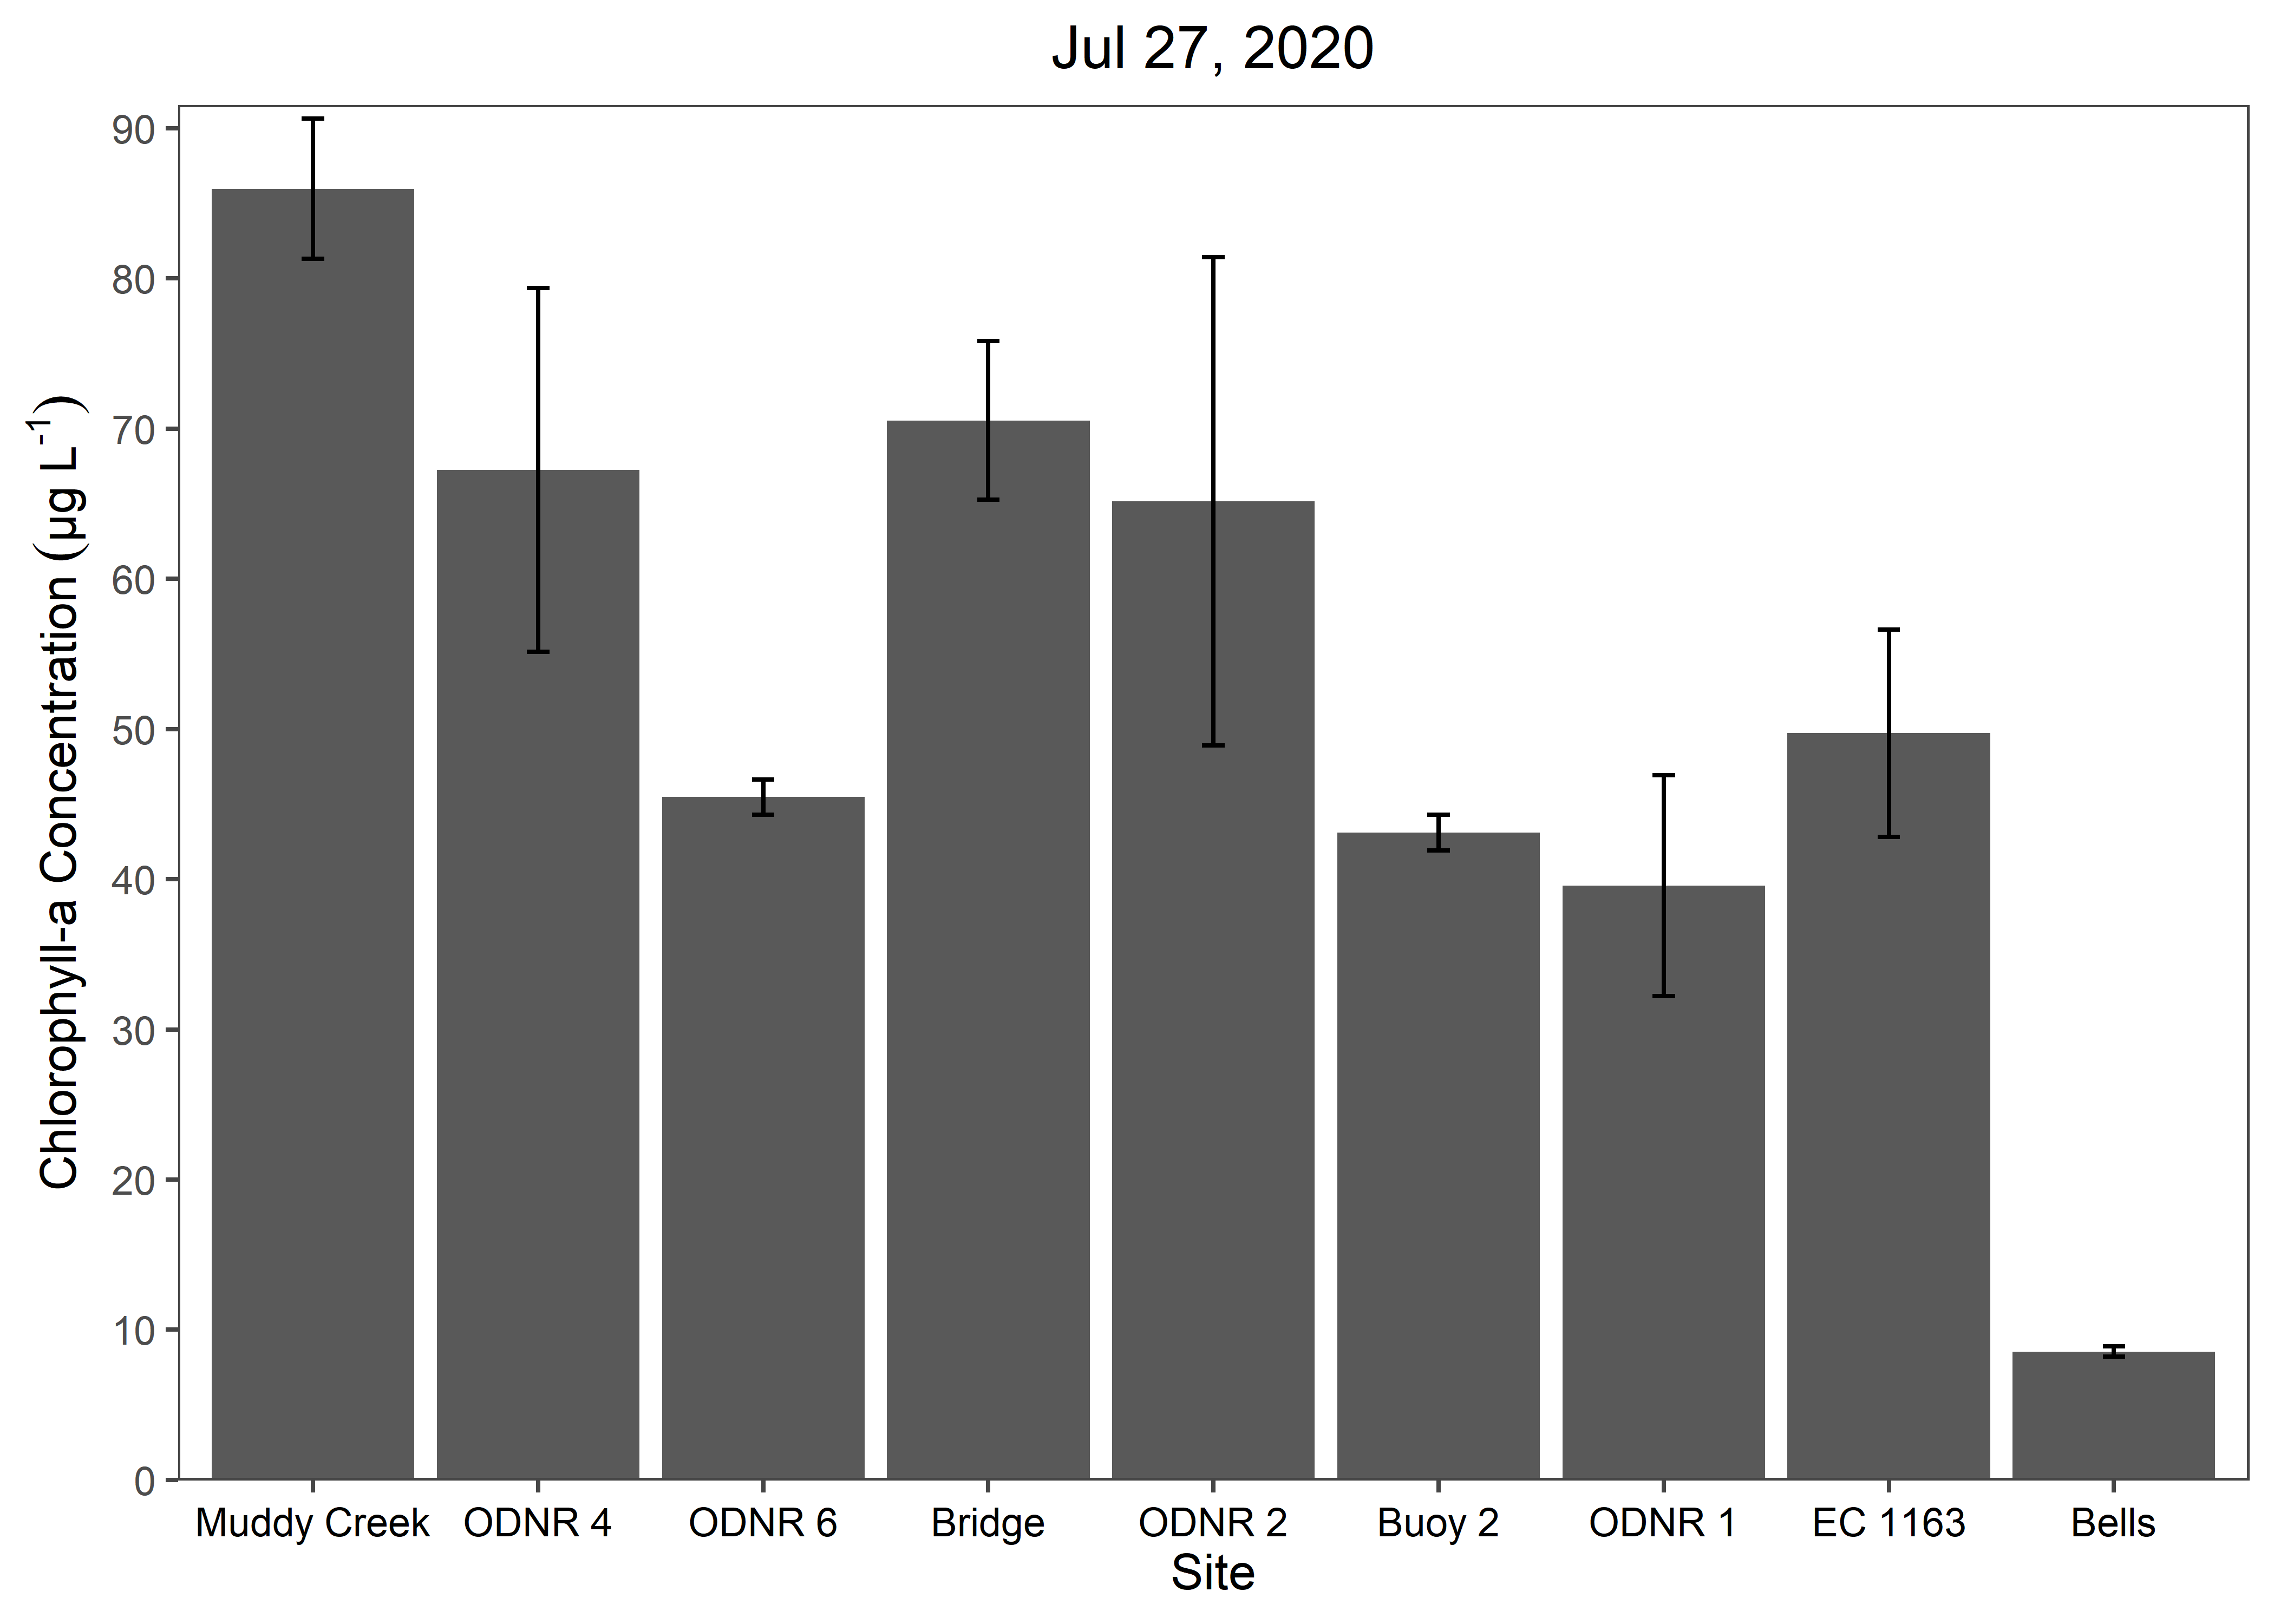 Jul 27, 2020
Chlorophyll-a Concentration (µg L⁻¹)
90
80
70
60
50
40
30
20
10
0
Muddy Creek ODNR 4 ODNR 6 Bridge ODNR 2 Buoy 2 ODNR 1 EC 1163 Bells
Site